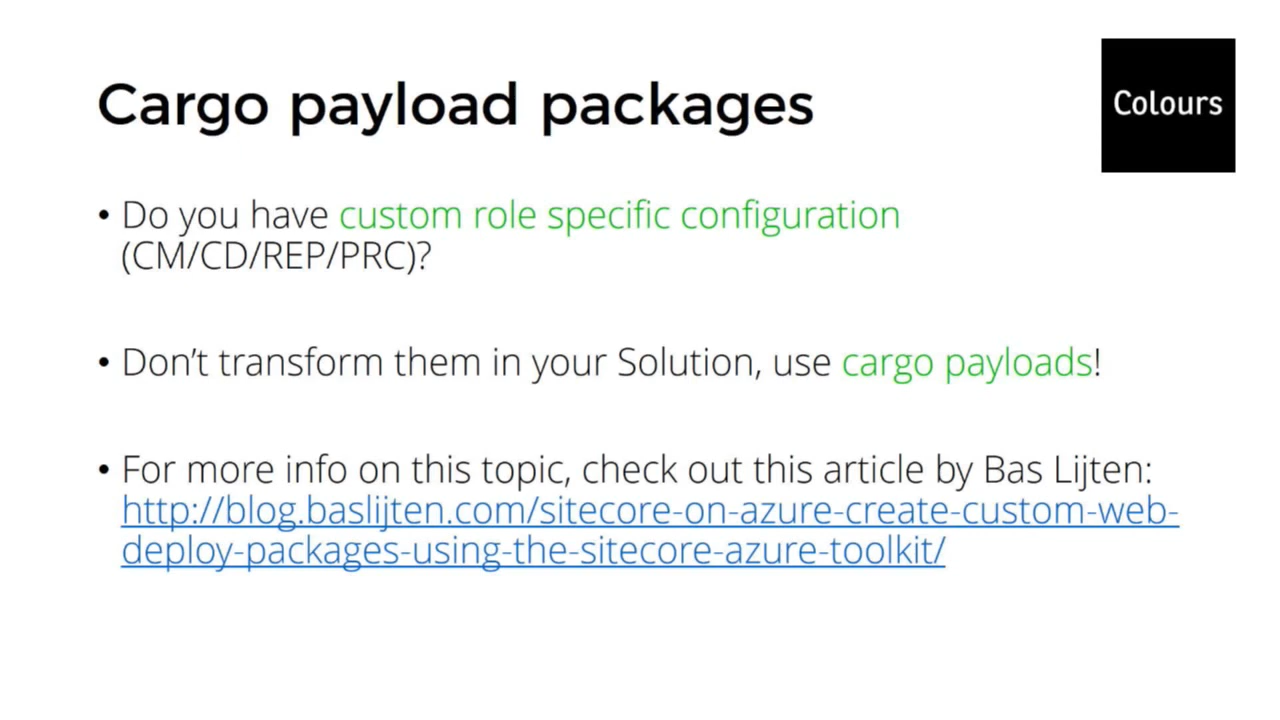 Cargo payload packages
Colours
• Do you have custom role specific configuration
(CM/CD/REP/PRC)?
• Don't transform them in your Solution, use cargo payloads!
• For more info on this topic, check out this article by Bas Lijten:
http://blog.baslijten.com/sitecore-on-azure-create-custom-web-
deploy-packages-using-the-sitecore-azure-toolkit/